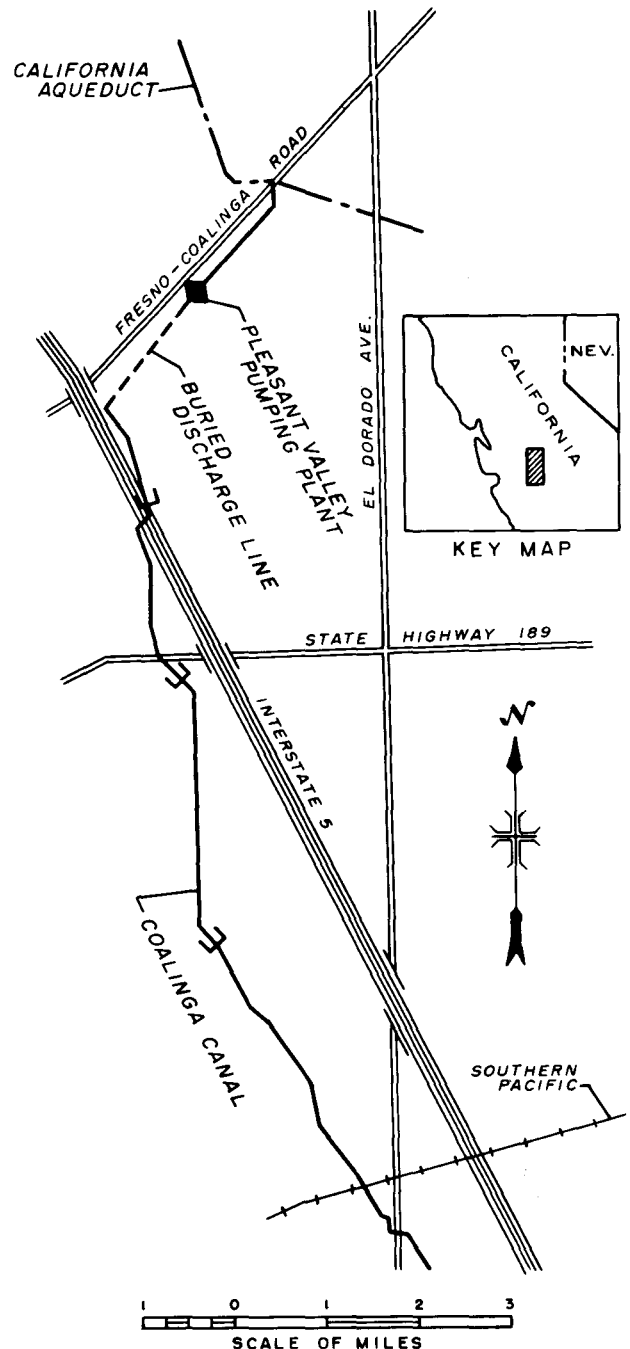 CALIFORNIA
AQUEDUCT
FRESNO-COALINGA ROAD
PLEASANT VALLEY
PUMPING PLANT
BURIED
DISCHARGE LINE
EL DORADO AVE.
NEV.
CALIFORNIA
KEY MAP
STATE HIGHWAY 189
INTERSTATE 5
N
COALINGA CANAL
SOUTHERN
PACIFIC
1 0 1 2 3
SCALE OF MILES